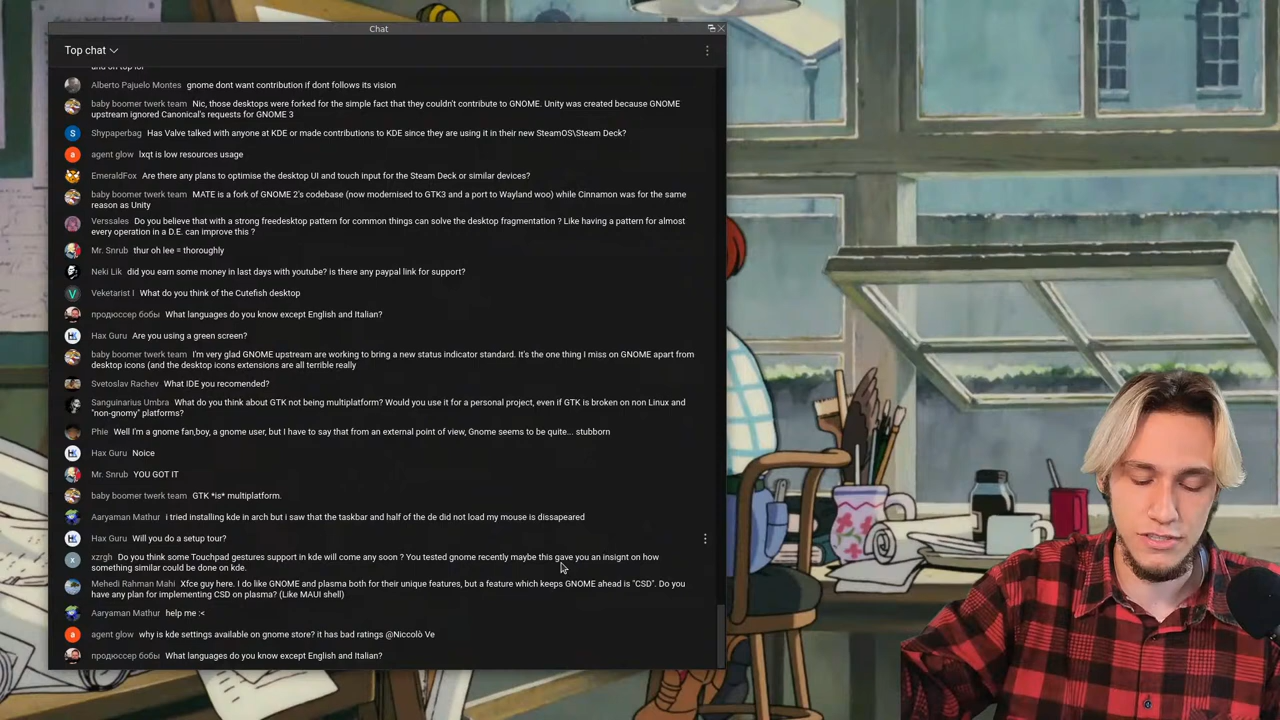 Chat
Top chat
and on top lol
Alberto Pajuelo Montes gnome dont want contribution if dont follows its vision
baby boomer twerk team Nic, those desktops were forked for the simple fact that they couldn't contribute to GNOME. Unity was created because GNOME
upstream ignored Canonical's requests for GNOME 3
S Shypaperbag Has Valve talked with anyone at KDE or made contributions to KDE since they are using it in their new SteamOS\Steam Deck?
a agent glow lxqt is low resources usage
EmeraldFox Are there any plans to optimise the desktop UI and touch input for the Steam Deck or similar devices?
baby boomer twerk team MATE is a fork of GNOME 2's codebase (now modernised to GTK3 and a port to Wayland woo) while Cinnamon was for the same
reason as Unity
Verssales Do you believe that with a strong freedesktop pattern for common things can solve the desktop fragmentation ? Like having a pattern for almost
every operation in a D.E. can improve this ?
Mr. Snrub thur oh lee = thoroughly
Neki Lik did you earn some money in last days with youtube? is there any paypal link for support?
V Veketarist I What do you think of the Cutefish desktop
продюссер бобы What languages do you know except English and Italian?
Hax Guru Are you using a green screen?
baby boomer twerk team I'm very glad GNOME upstream are working to bring a new status indicator standard. It's the one thing I miss on GNOME apart from
desktop icons (and the desktop icons extensions are all terrible really
Svetoslav Rachev What IDE you recomended?
Sanguinarius Umbra What do you think about GTK not being multiplatform? Would you use it for a personal project, even if GTK is broken on non Linux and
"non-gnomy" platforms?
Phie Well I'm a gnome fan,boy, a gnome user, but I have to say that from an external point of view, Gnome seems to be quite... stubborn
Hax Guru Noice
Mr. Snrub YOU GOT IT
baby boomer twerk team GTK *is* multiplatform.
Aaryaman Mathur i tried installing kde in arch but i saw that the taskbar and half of the de did not load my mouse is dissapeared
Hax Guru Will you do a setup tour?
x xzrgh Do you think some Touchpad gestures support in kde will come any soon ? You tested gnome recently maybe this gave you an insignt on how
something similar could be done on kde.
Mehedi Rahman Mahi Xfce guy here. I do like GNOME and plasma both for their unique features, but a feature which keeps GNOME ahead is "CSD". Do you
have any plan for implementing CSD on plasma? (Like MAUI shell)
Aaryaman Mathur help me :<
a agent glow why is kde settings available on gnome store? it has bad ratings @Niccolò Ve
продюссер бобы What languages do you know except English and Italian?